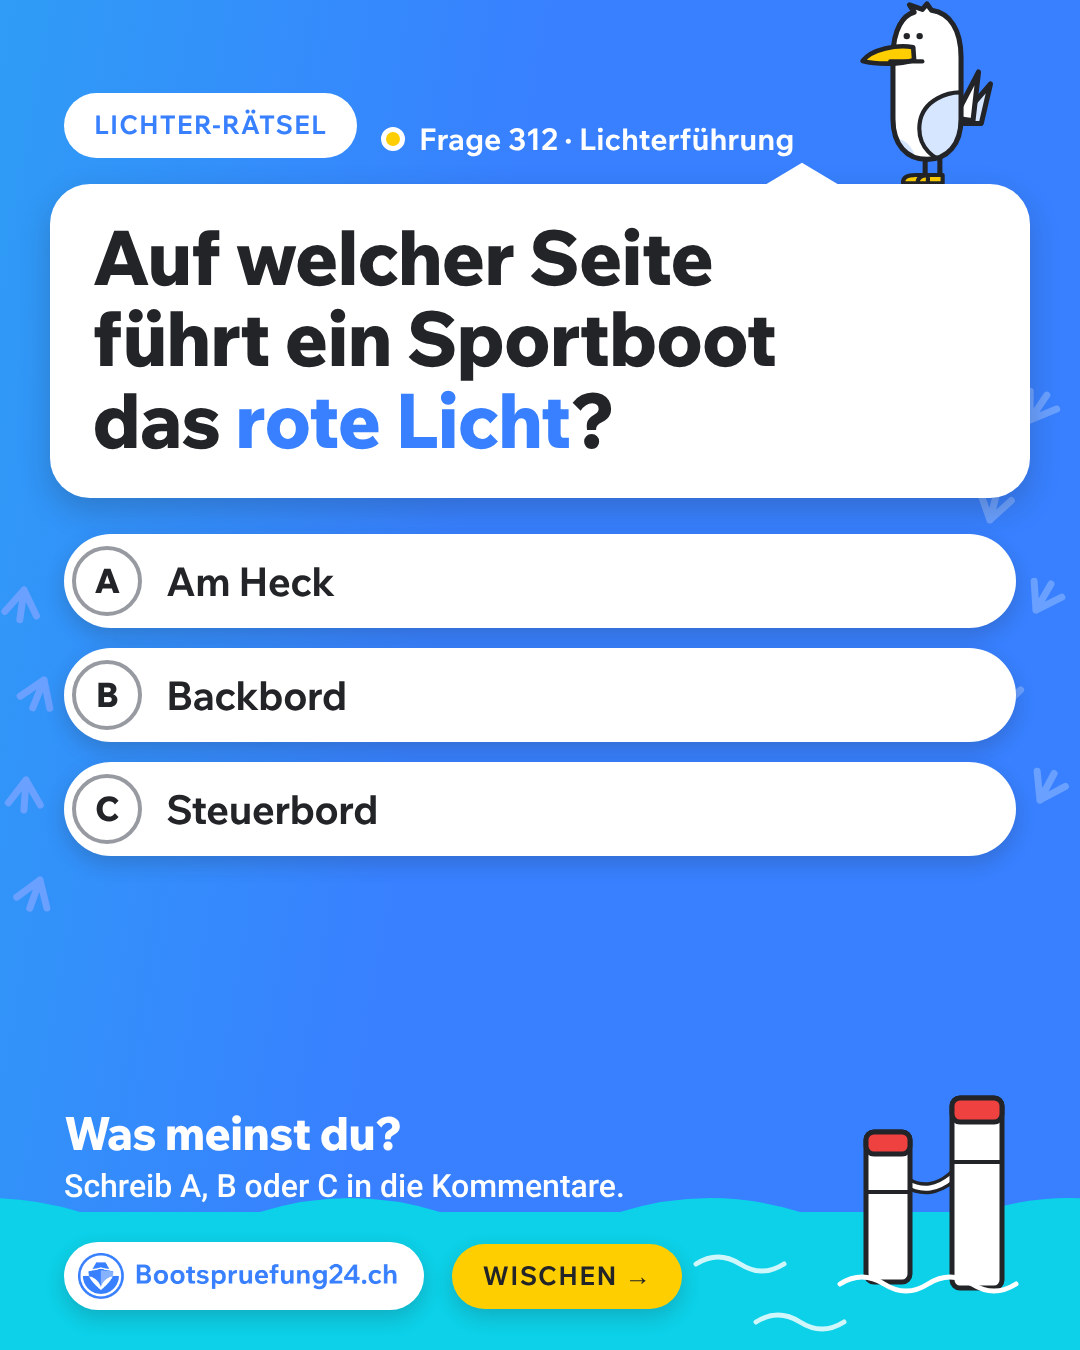 LICHTER-RÄTSEL
Frage 312 · Lichterführung
Auf welcher Seite
führt ein Sportboot
das rote Licht?
A Am Heck
B Backbord
C Steuerbord
Was meinst du?
Schreib A, B oder C in die Kommentare.
Bootspruefung24.ch
WISCHEN →